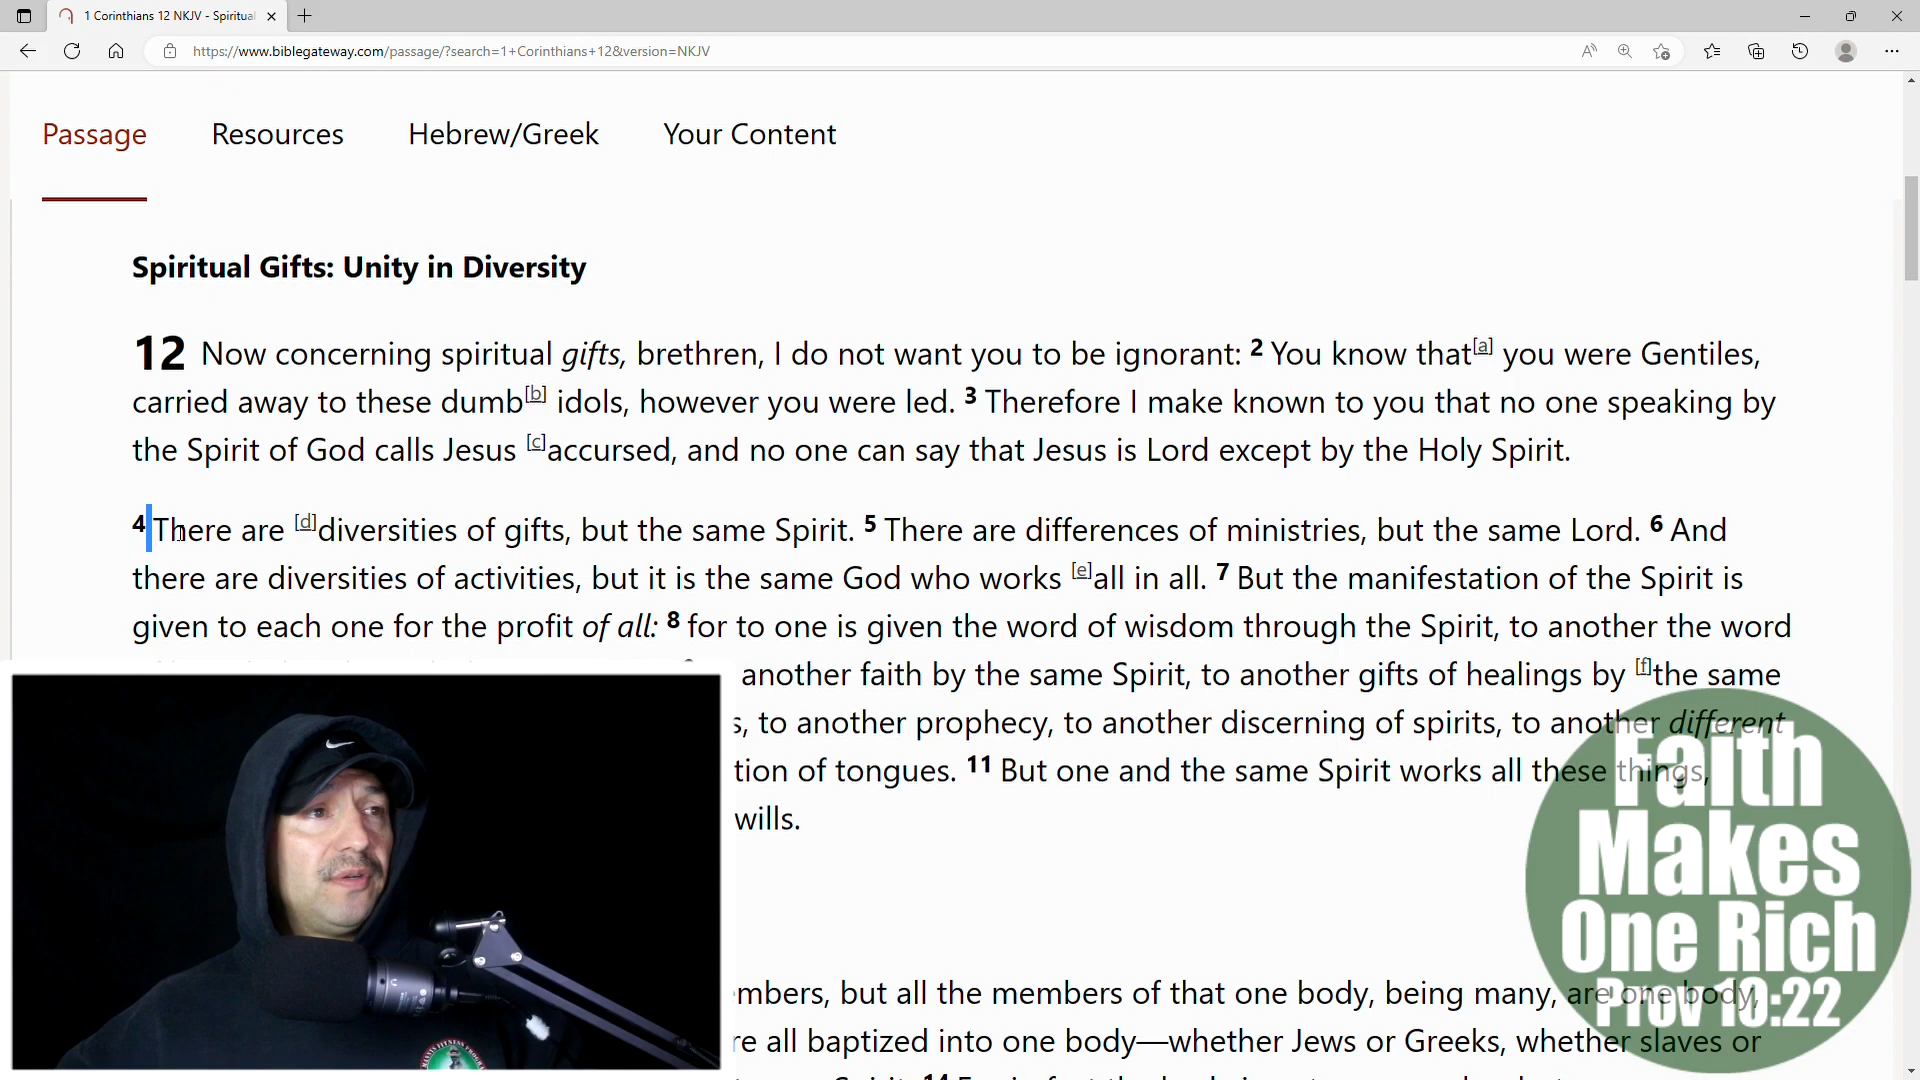 1 Corinthians 12 NKJV - Spiritual
https://www.biblegateway.com/passage/?search=1+Corinthians+12&version=NKJV
Passage Resources Hebrew/Greek Your Content
Spiritual Gifts: Unity in Diversity
12 Now concerning spiritual gifts, brethren, I do not want you to be ignorant: 2 You know that[a] you were Gentiles,
carried away to these dumb[b] idols, however you were led. 3 Therefore I make known to you that no one speaking by
the Spirit of God calls Jesus [c]accursed, and no one can say that Jesus is Lord except by the Holy Spirit.
4 There are [d]diversities of gifts, but the same Spirit. 5 There are differences of ministries, but the same Lord. 6 And
there are diversities of activities, but it is the same God who works [e]all in all. 7 But the manifestation of the Spirit is
given to each one for the profit of all: 8 for to one is given the word of wisdom through the Spirit, to another the word
another faith by the same Spirit, to another gifts of healings by [f]the same
s, to another prophecy, to another discerning of spirits, to another different
tion of tongues. 11 But one and the same Spirit works all these things,
wills.
mbers, but all the members of that one body, being many, are one body,
re all baptized into one body—whether Jews or Greeks, whether slaves or
Faith
Makes
One Rich
Prov 10:22